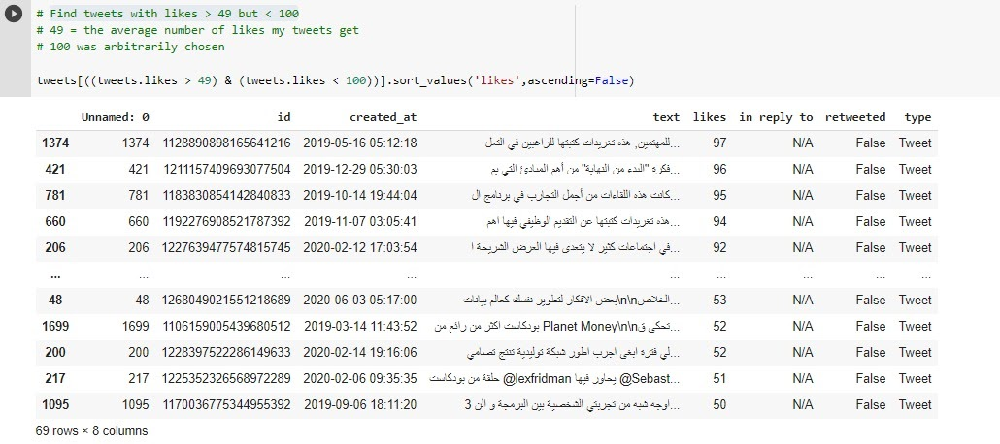 # Find tweets with likes > 49 but < 100
# 49 = the average number of likes my tweets get
# 100 was arbitrarily chosen
tweets[((tweets.likes > 49) & (tweets.likes < 100))].sort_values('likes',ascending=False)
Unnamed: 0 id created_at text likes in reply to retweeted type
1374 1374 1128890898165641216 2019-05-16 05:12:18 للمهتمين, هذه تغريدات كتبتها للراغبين في التعل... 97 N/A False Tweet
421 421 1211157409693077504 2019-12-29 05:30:03 فكرة "البدء من النهاية" من أهم المبادئ التي يم... 96 N/A False Tweet
781 781 1183830854142840833 2019-10-14 19:44:04 كانت هذه اللقاءات من أجمل التجارب في برنامج ال... 95 N/A False Tweet
660 660 1192276908521787392 2019-11-07 03:05:41 هذه تغريدات كتبتها عن التقديم الوظيفي فيها اهم... 94 N/A False Tweet
206 206 1227639477574815745 2020-02-12 17:03:54 في اجتماعات كثير لا يتعدى فيها العرض الشريحة ا... 92 N/A False Tweet
... ... ... ... ... ... ... ... ...
48 48 1268049021551218689 2020-06-03 05:17:00 بعض الافكار لتطوير نفسك كعالم بيانات\n\nالخلاص... 53 N/A False Tweet
1699 1699 1106159005439680512 2019-03-14 11:43:52 بودكاست اكثر من رائع من Planet Money\n\nتحكي ق... 52 N/A False Tweet
200 200 1228397522286149633 2020-02-14 19:16:06 لي فترة ابغى اجرب اطور شبكة توليدية تنتج تصامي... 52 N/A False Tweet
217 217 1225352326568972289 2020-02-06 09:35:35 حلقة من بودكاست @lexfridman يحاور فيها @Sebast... 51 N/A False Tweet
1095 1095 1170036775344955392 2019-09-06 18:11:20 3 اوجه شبه من تجربتي الشخصية بين البرمجة و الن... 50 N/A False Tweet
69 rows × 8 columns